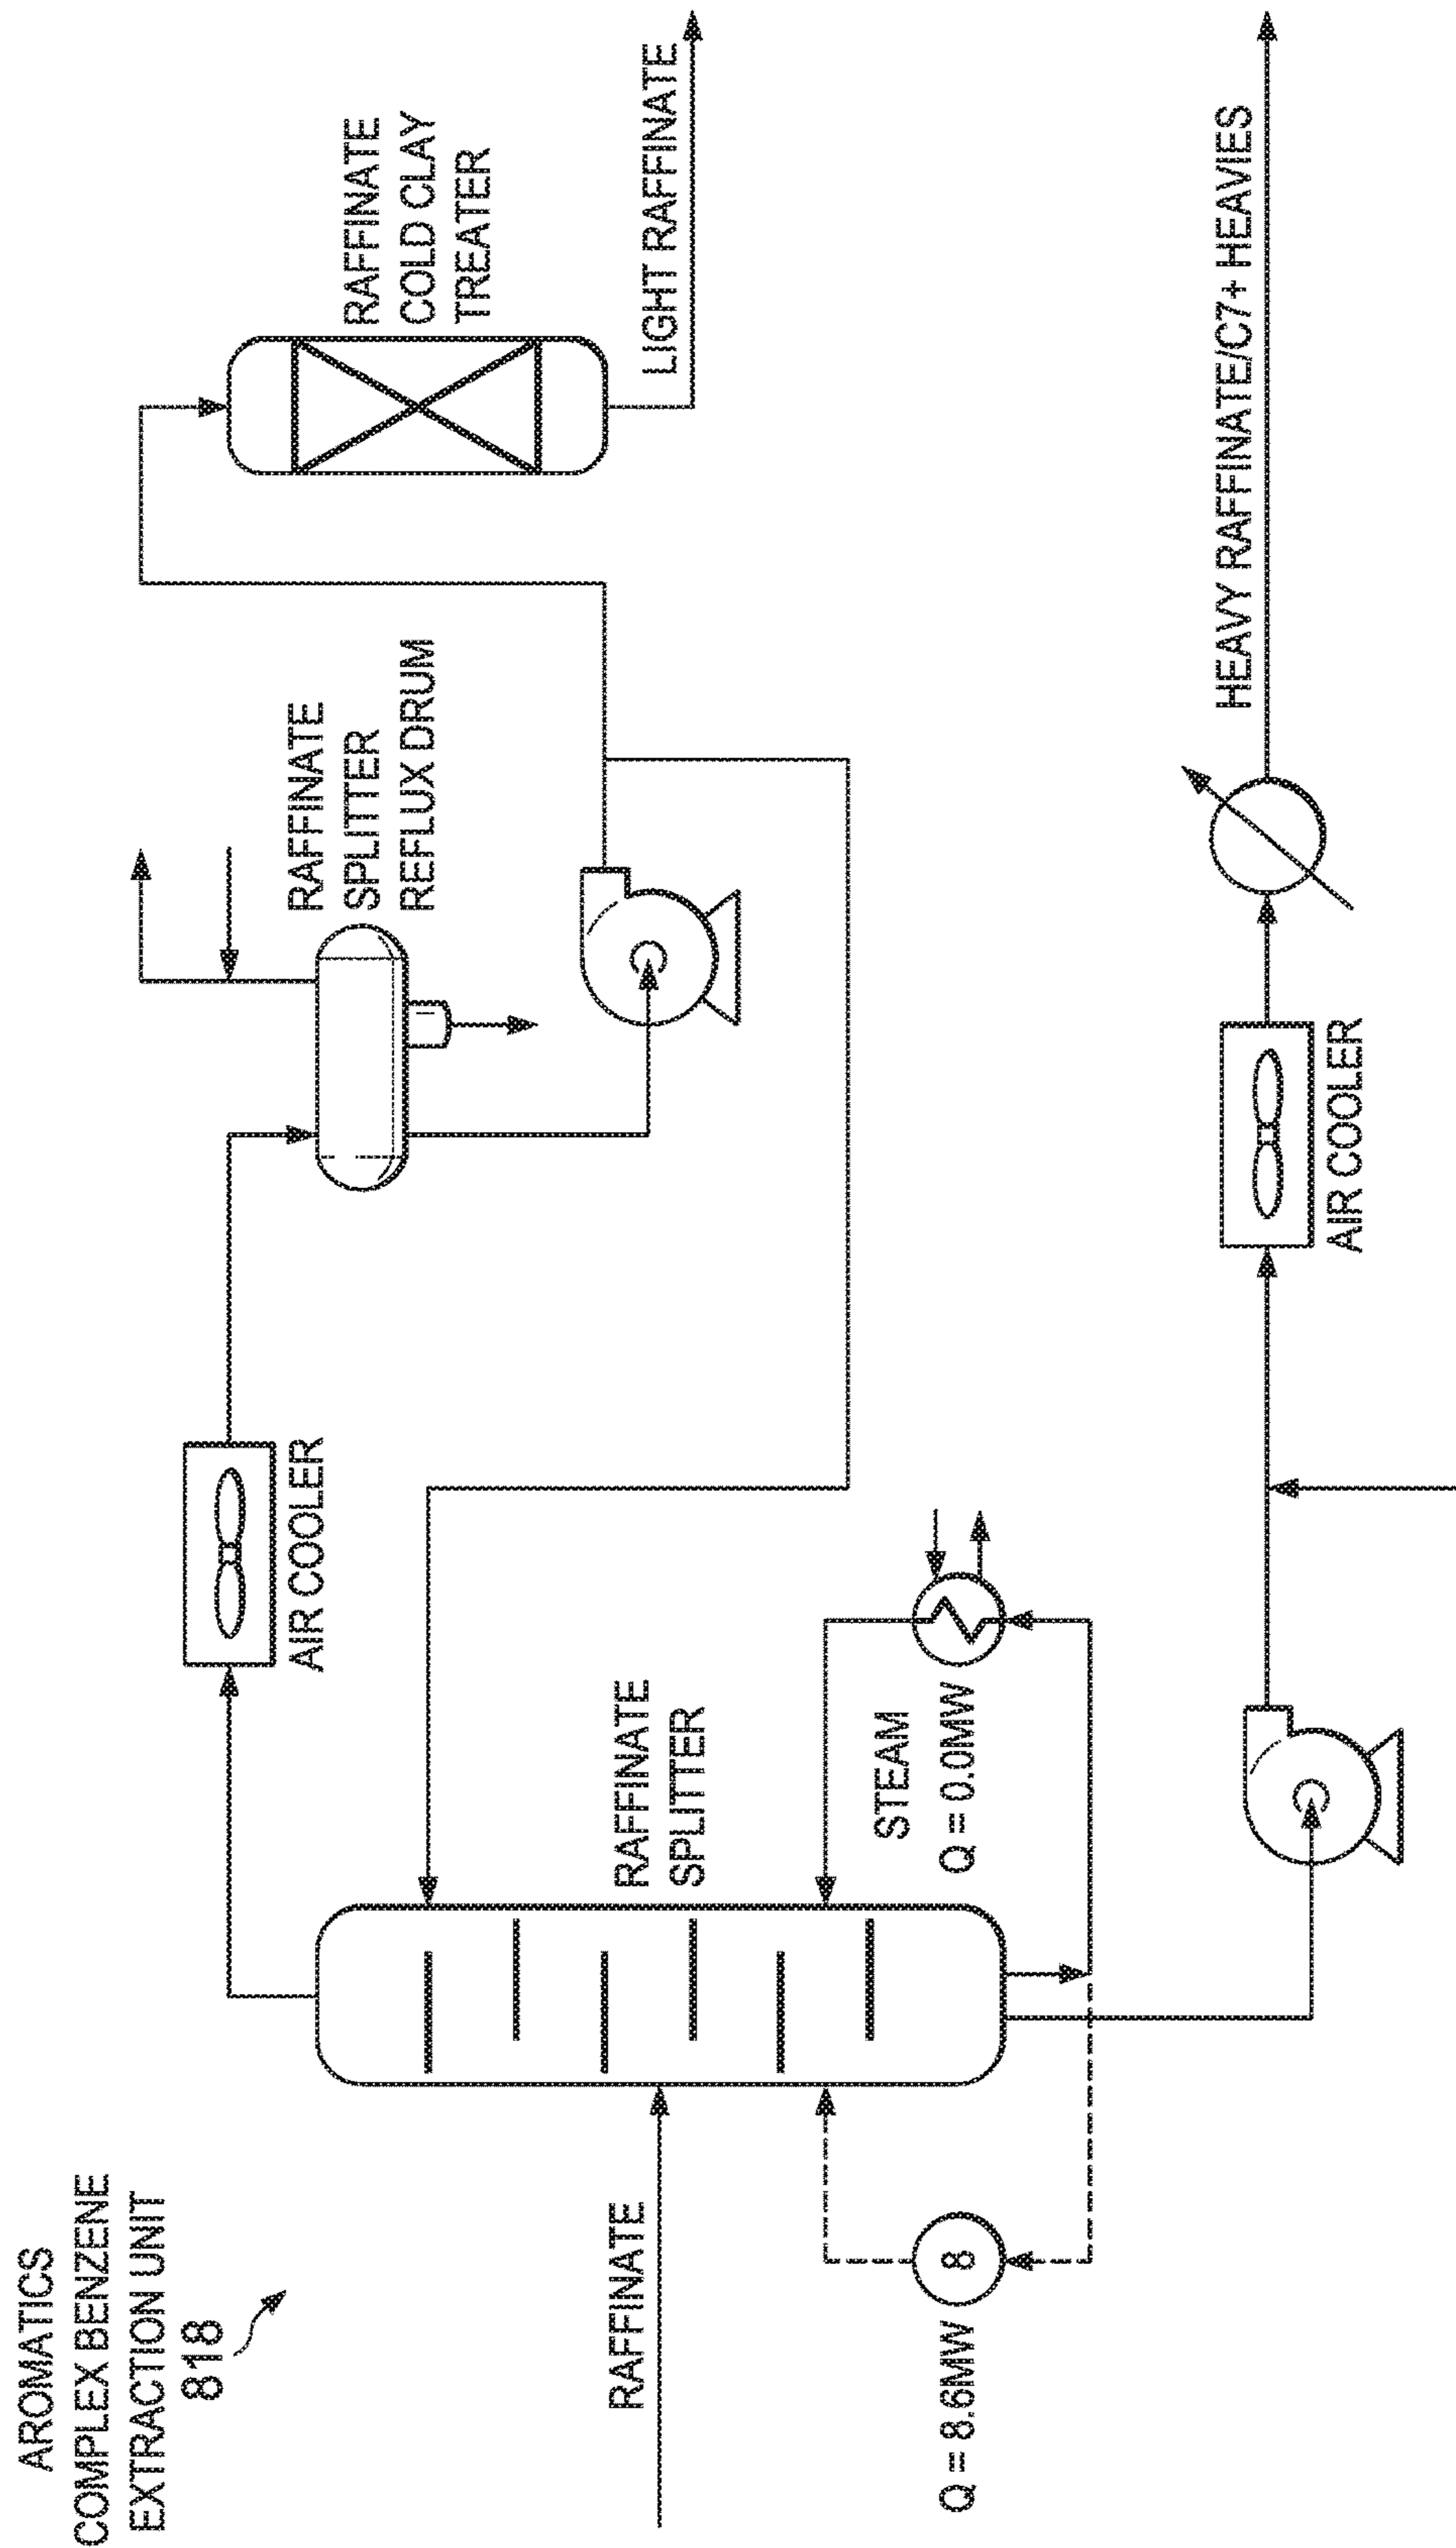 AROMATICS
COMPLEX BENZENE
EXTRACTION UNIT
818
AIR COOLER
RAFFINATE
SPLITTER
REFLUX DRUM
RAFFINATE
COLD CLAY
TREATER
LIGHT RAFFINATE
RAFFINATE
RAFFINATE
SPLITTER
STEAM
Q = 0.0MW
8
Q = 8.6MW
AIR COOLER
HEAVY RAFFINATE/C7+ HEAVIES